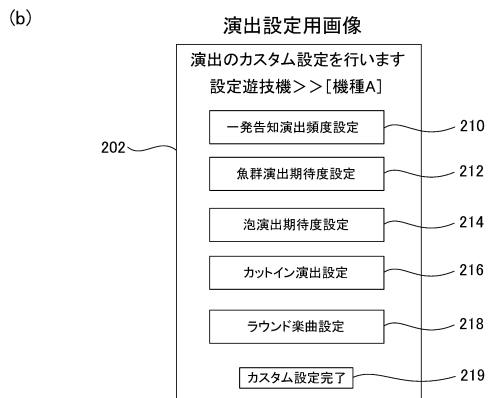 (b)
演出設定用画像
演出のカスタム設定を行います
設定遊技機>>[機種A]
一発告知演出頻度設定
210
202
魚群演出期待度設定
212
泡演出期待度設定
214
カットイン演出設定
216
ラウンド楽曲設定
218
カスタム設定完了
219